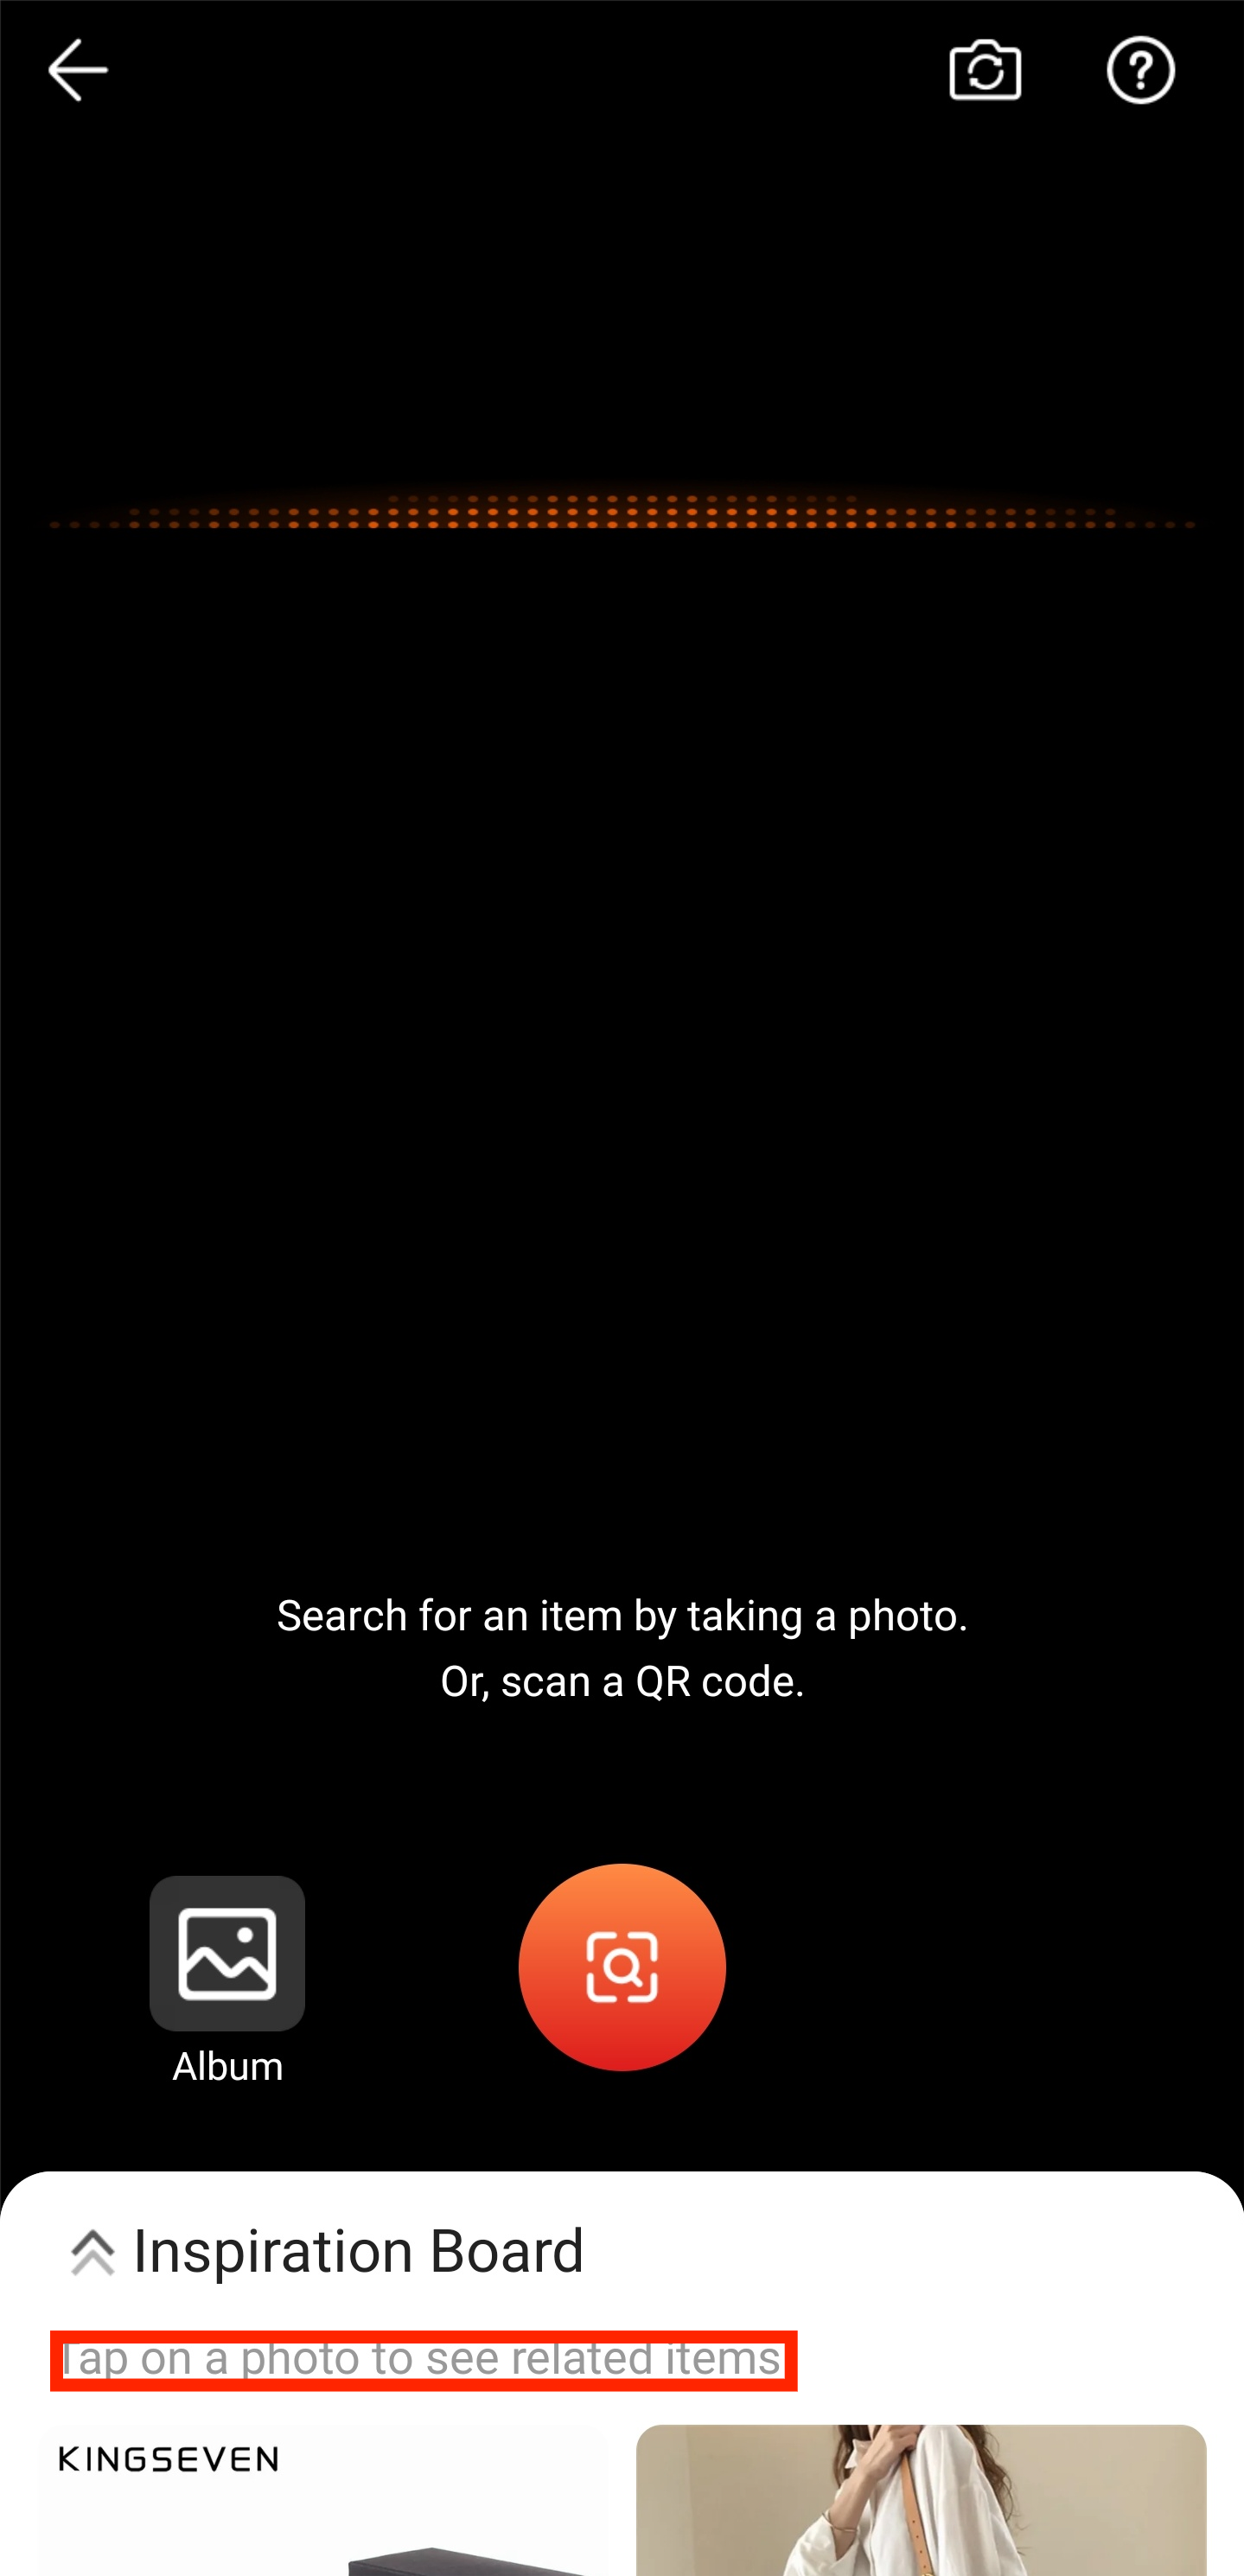 Search for an item by taking a photo.
Or, scan a QR code.
Album
Inspiration Board
Tap on a photo to see related items
KINGSEVEN